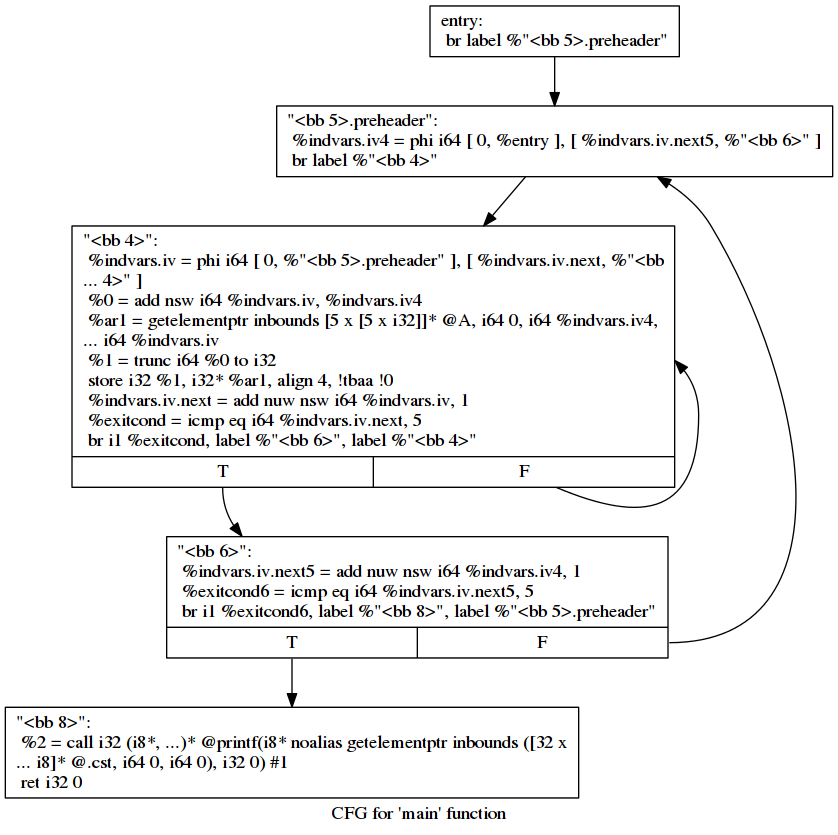 entry:
br label %"<bb 5>.preheader"
"<bb 5>.preheader":
%indvars.iv4 = phi i64 [ 0, %entry ], [ %indvars.iv.next5, %"<bb 6>" ]
br label %"<bb 4>"
"<bb 4>":
%indvars.iv = phi i64 [ 0, %"<bb 5>.preheader" ], [ %indvars.iv.next, %"<bb
... 4>" ]
%0 = add nsw i64 %indvars.iv, %indvars.iv4
%ar1 = getelementptr inbounds [5 x [5 x i32]]* @A, i64 0, i64 %indvars.iv4,
... i64 %indvars.iv
%1 = trunc i64 %0 to i32
store i32 %1, i32* %ar1, align 4, !tbaa !0
%indvars.iv.next = add nuw nsw i64 %indvars.iv, 1
%exitcond = icmp eq i64 %indvars.iv.next, 5
br i1 %exitcond, label %"<bb 6>", label %"<bb 4>"
T F
"<bb 6>":
%indvars.iv.next5 = add nuw nsw i64 %indvars.iv4, 1
%exitcond6 = icmp eq i64 %indvars.iv.next5, 5
br i1 %exitcond6, label %"<bb 8>", label %"<bb 5>.preheader"
T F
"<bb 8>":
%2 = call i32 (i8*, ...)* @printf(i8* noalias getelementptr inbounds ([32 x
... i8]* @.cst, i64 0, i64 0), i32 0) #1
ret i32 0
CFG for 'main' function